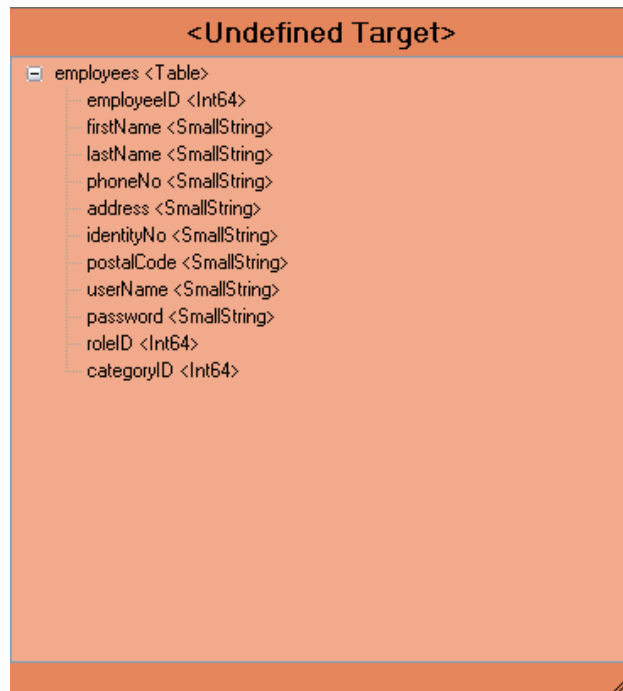 <Undefined Target>
employees <Table>
employeeID <Int64>
firstName <SmallString>
lastName <SmallString>
phoneNo <SmallString>
address <SmallString>
identityNo <SmallString>
postalCode <SmallString>
userName <SmallString>
password <SmallString>
roleID <Int64>
categoryID <Int64>